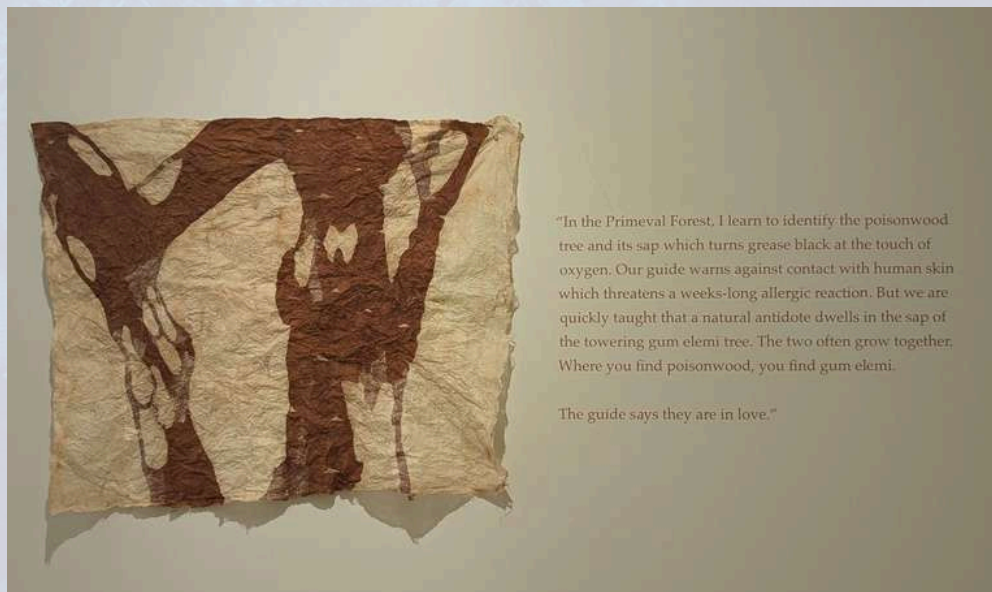 “In the Primeval Forest, I learn to identify the poisonwood
tree and its sap which turns grease black at the touch of
oxygen. Our guide warns against contact with human skin
which threatens a weeks-long allergic reaction. But we are
quickly taught that a natural antidote dwells in the sap of
the towering gum elemi tree. The two often grow together.
Where you find poisonwood, you find gum elemi.
The guide says they are in love.”